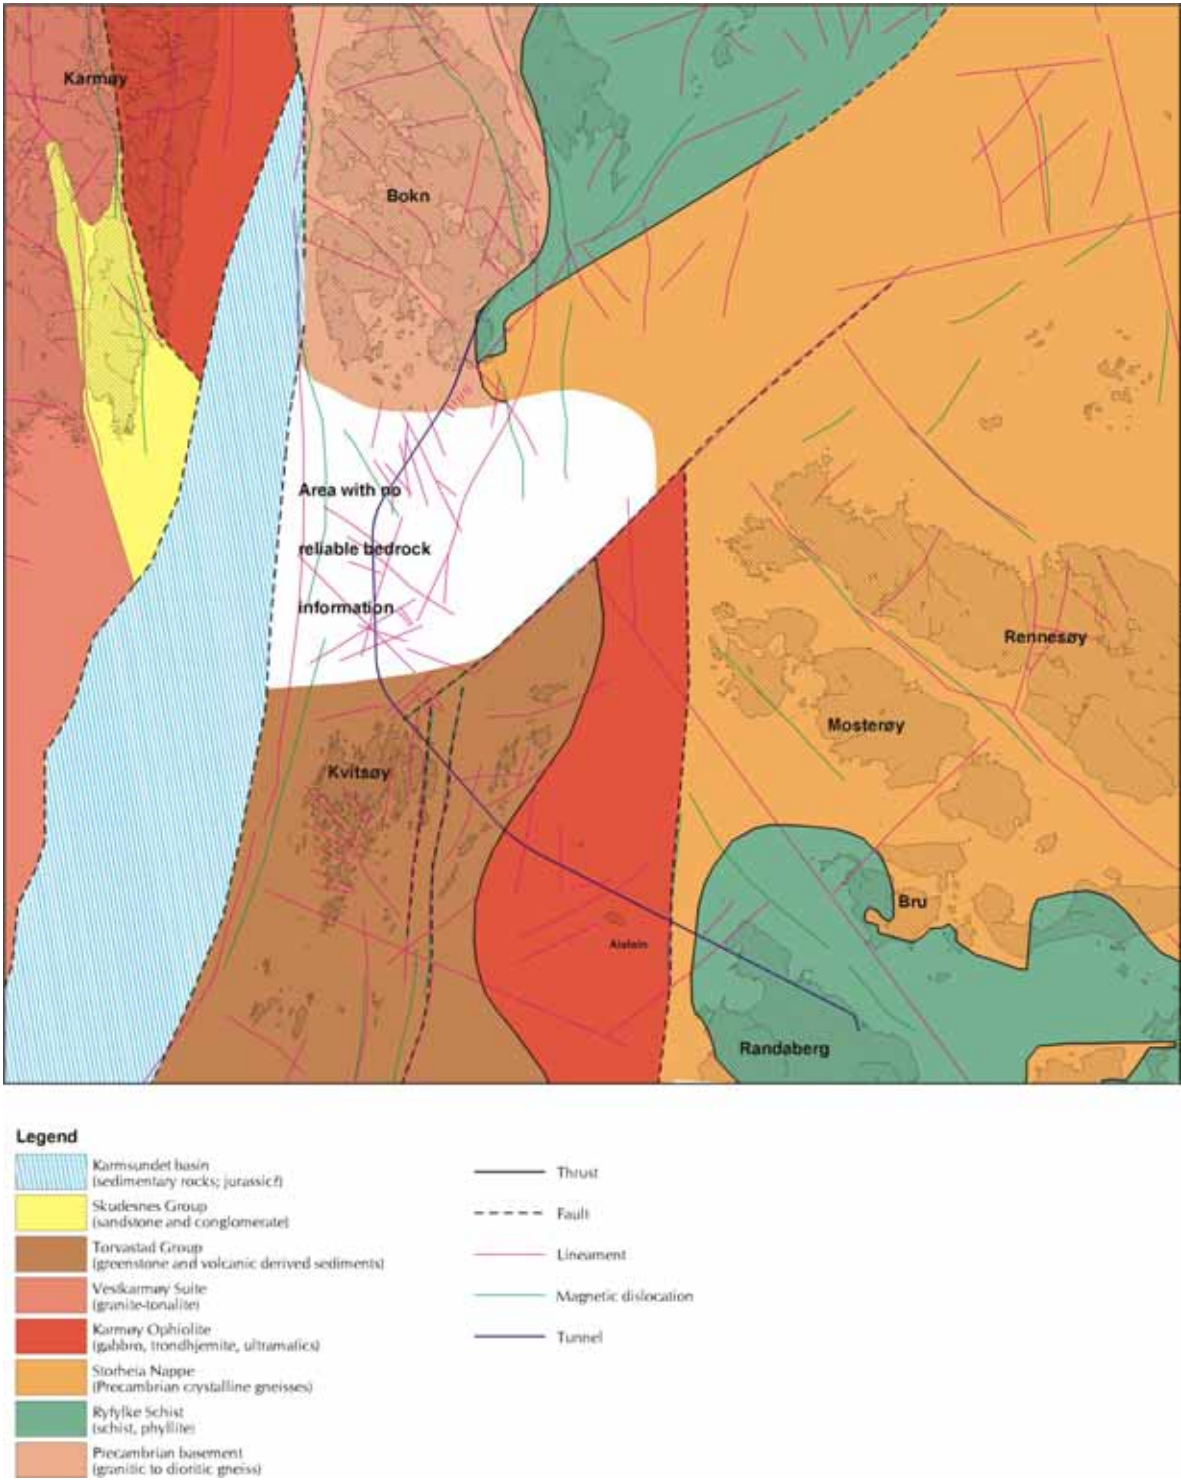 Karmøy
Bokn
Area with no
reliable bedrock
information
Rennesøy
Mosterøy
Kvitsøy
Bru
Randaberg
Legend
Karmsundet basin
(sedimentary rocks; jurassic?)
Skudesnes Group
(sandstone and conglomerate)
Torvastad Group
(greenstone and volcanic derived sediments)
Vestkarmøy Suite
(granite-tonalite)
Karmøy Ophiolite
(gabbro, trondhjemite, ultramafics)
Storheia Nappe
(Precambrian crystalline gneisses)
Ryfylke Schist
(schist, phyllite)
Precambrian basement
(granitic to dioritic gneiss)
Thrust
Fault
Lineament
Magnetic dislocation
Tunnel